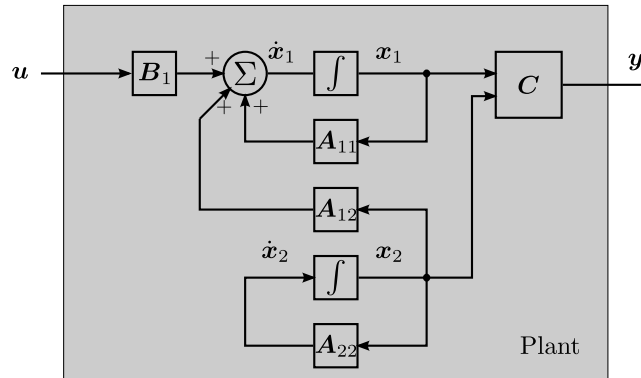 ẋ₁ x₁ y
u B₁ + Σ ∫ C
+ +
A₁₁
A₁₂
ẋ₂ x₂
∫
A₂₂ Plant